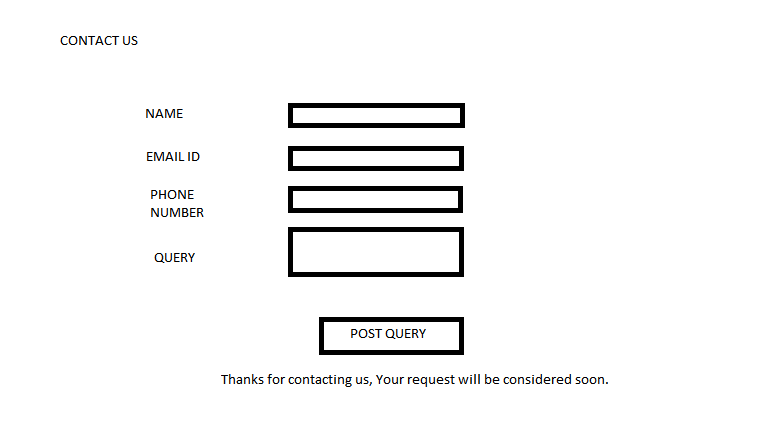 CONTACT US
NAME
EMAIL ID
PHONE
NUMBER
QUERY
POST QUERY
Thanks for contacting us, Your request will be considered soon.